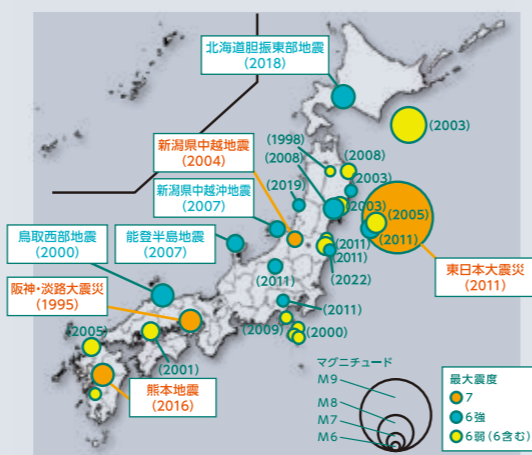 北海道胆振東部地震
(2018)
(2003)
新潟県中越地震
(2004)
(1998)
(2008)
(2008)
(2003)
新潟県中越沖地震
(2007)
(2019)
(2003)
(2005)
(2011)
鳥取西部地震
(2000)
能登半島地震
(2007)
(2011)
(2011)
(2022)
東日本大震災
(2011)
(2011)
阪神・淡路大震災
(1995)
(2011)
(2009)
(2000)
(2005)
(2001)
熊本地震
(2016)
マグニチュード
M9
M8
M7
M6
最大震度
7
6強
6弱(6含む)